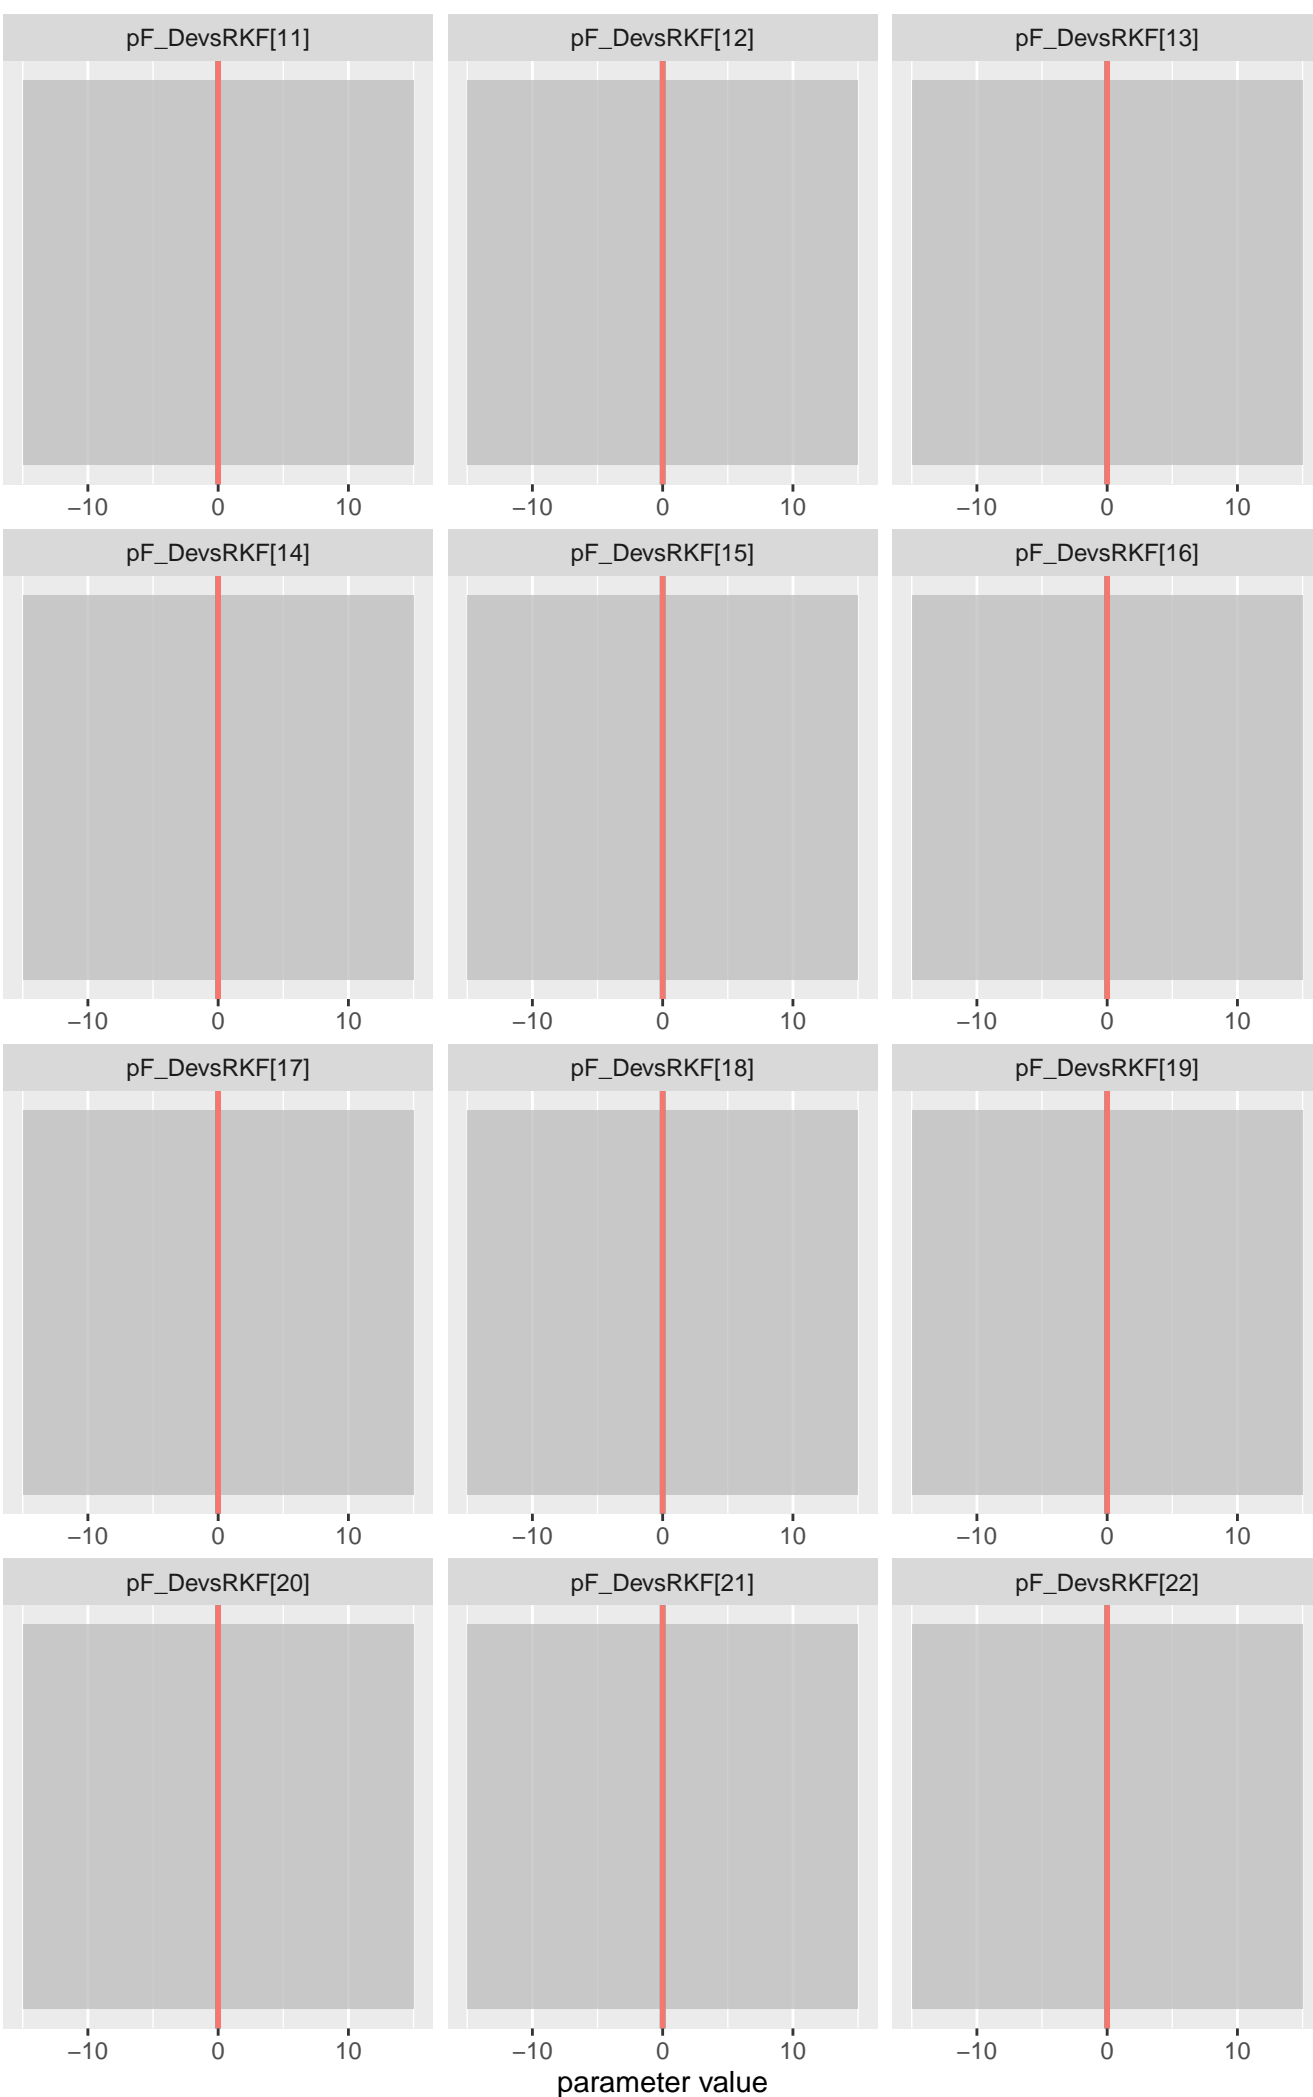 pF_DevsRKF[11] pF_DevsRKF[12] pF_DevsRKF[13]
−10 0 10 −10 0 10 −10 0 10
pF_DevsRKF[14] pF_DevsRKF[15] pF_DevsRKF[16]
−10 0 10 −10 0 10 −10 0 10
pF_DevsRKF[17] pF_DevsRKF[18] pF_DevsRKF[19]
−10 0 10 −10 0 10 −10 0 10
pF_DevsRKF[20] pF_DevsRKF[21] pF_DevsRKF[22]
−10 0 10 −10 0 10 −10 0 10
parameter value